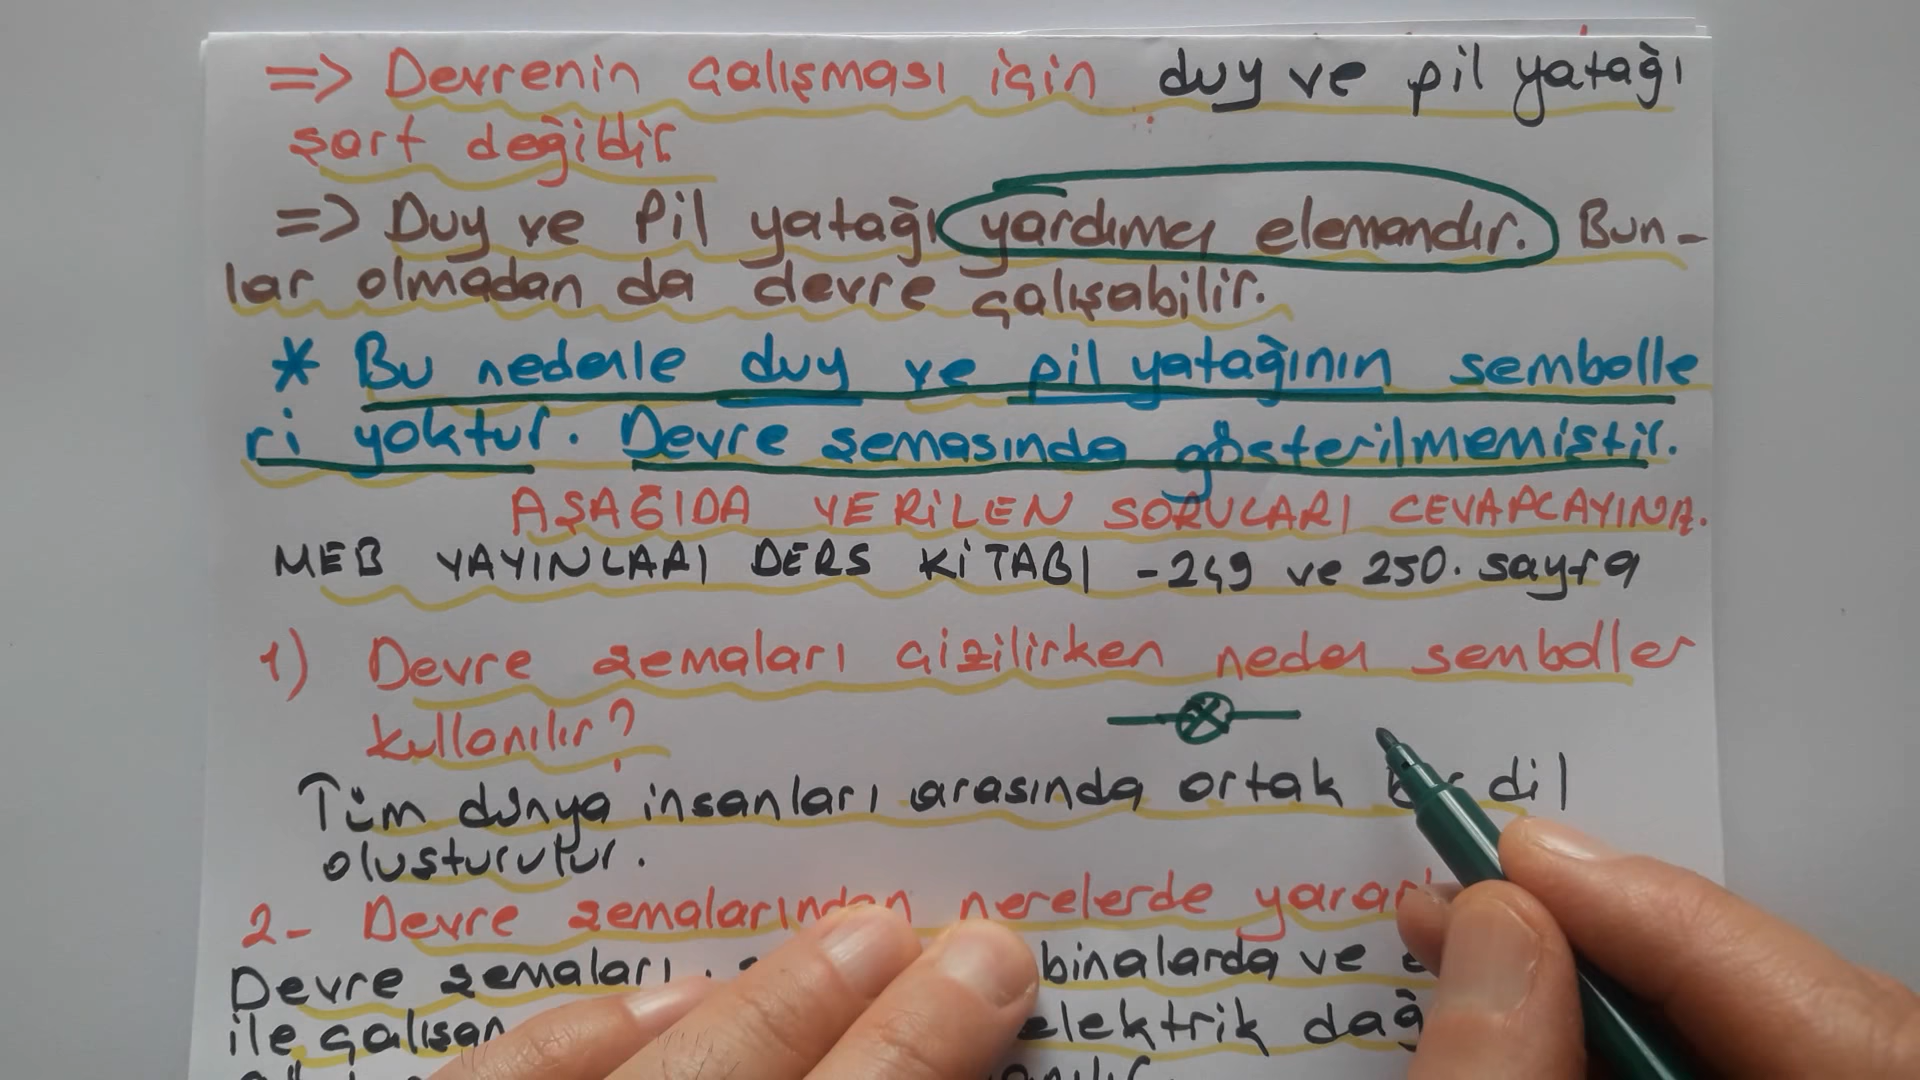 => Devrenin çalışması için duy ve pil yatağı
şart değildir.
=> Duy ve Pil yatağı yardımcı elemandır. Bun-
lar olmadan da devre çalışabilir.
* Bu nedenle duy ve pil yatağının sembolle
ri yoktur. Devre şemasında gösterilmemiştir.
AŞAĞIDA VERİLEN SORULARI CEVAPLAYINIZ.
MEB YAYINLARI DERS KİTABI - 249 ve 250. sayfa
1) Devre şemaları çizilirken neden semboller
kullanılır?
Tüm dünya insanları arasında ortak bir dil
oluşturulur.
2- Devre şemalarından nerelerde
Devre şemaları binalarda ve
ile çalışan elektrik